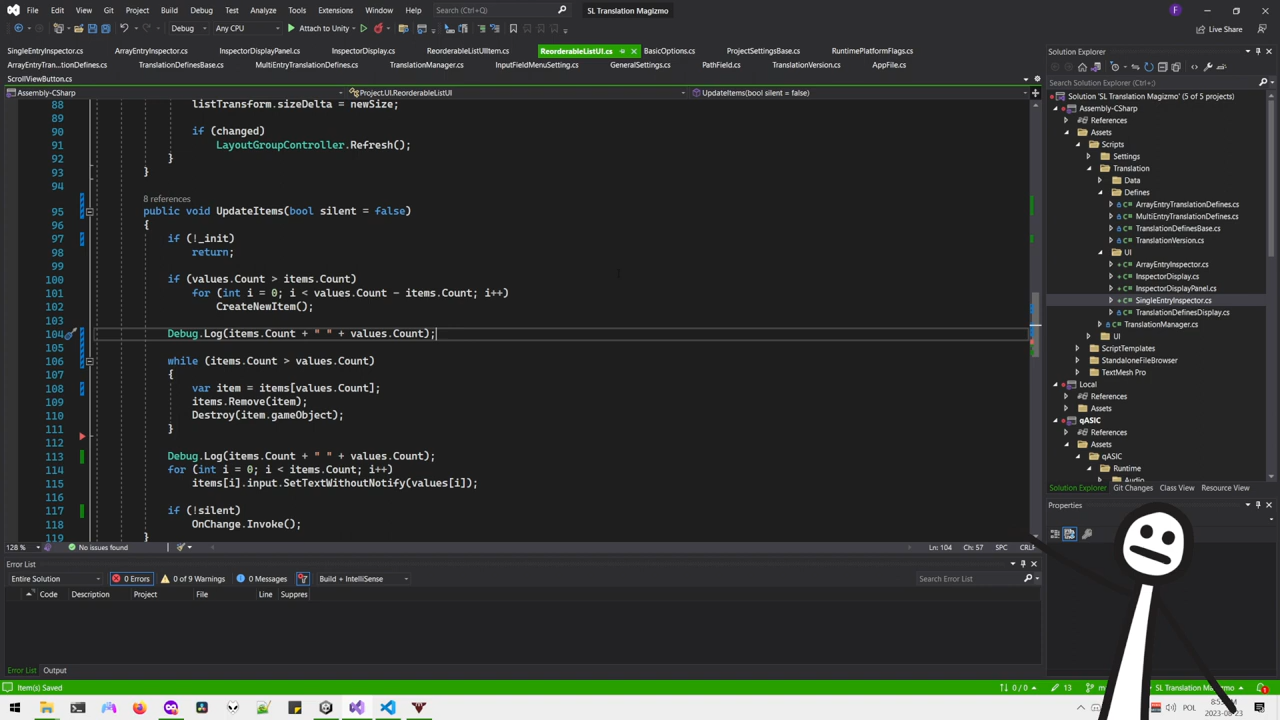 File Edit View Git Project Build Debug Test Analyze Tools Extensions Window Help Search (Ctrl+Q) SL Translation Magizmo F
Debug Any CPU Attach to Unity Live Share
SingleEntryInspector.cs ArrayEntryInspector.cs InspectorDisplayPanel.cs InspectorDisplay.cs ReorderableListUIItem.cs ReorderableListUI.cs BasicOptions.cs ProjectSettingsBase.cs RuntimePlatformFlags.cs
ArrayEntryTran...tionDefines.cs TranslationDefinesBase.cs MultiEntryTranslationDefines.cs TranslationManager.cs InputFieldMenuSetting.cs GeneralSettings.cs PathField.cs TranslationVersion.cs AppFile.cs
ScrollViewButton.cs
Assembly-CSharp Project.UI.ReorderableListUI UpdateItems(bool silent = false)
88 listTransform.sizeDelta = newSize;
89
90 if (changed)
91 LayoutGroupController.Refresh();
92 }
93 }
94
8 references
95 public void UpdateItems(bool silent = false)
96 {
97 if (!_init)
98 return;
99
100 if (values.Count > items.Count)
101 for (int i = 0; i < values.Count - items.Count; i++)
102 CreateNewItem();
103
104 Debug.Log(items.Count + " " + values.Count);
105
106 while (items.Count > values.Count)
107 {
108 var item = items[values.Count];
109 items.Remove(item);
110 Destroy(item.gameObject);
111 }
112
113 Debug.Log(items.Count + " " + values.Count);
114 for (int i = 0; i < items.Count; i++)
115 items[i].input.SetTextWithoutNotify(values[i]);
116
117 if (!silent)
118 OnChange.Invoke();
}
128 % No issues found Ln: 104 Ch: 57 SPC CRLF
Error List
Entire Solution 0 Errors 0 of 9 Warnings 0 Messages Build + IntelliSense Search Error List
Code Description Project File Line Suppres
Error List Output
Solution Explorer
Search Solution Explorer (Ctrl+;)
Solution 'SL Translation Magizmo' (5 of 5 projects)
Assembly-CSharp
References
Assets
Scripts
Settings
Translation
Data
Defines
ArrayEntryTranslationDefines.cs
MultiEntryTranslationDefines.cs
TranslationDefinesBase.cs
TranslationVersion.cs
UI
ArrayEntryInspector.cs
InspectorDisplay.cs
InspectorDisplayPanel.cs
SingleEntryInspector.cs
TranslationDefinesDisplay.cs
TranslationManager.cs
UI
ScriptTemplates
StandaloneFileBrowser
TextMesh Pro
Local
References
Assets
qASIC
References
Assets
qASIC
Runtime
Audio
Solution Explorer Git Changes Class View Resource View
Properties
Item(s) Saved 0 / 0 13 SL Translation Magizmo
POL 2023-08-23